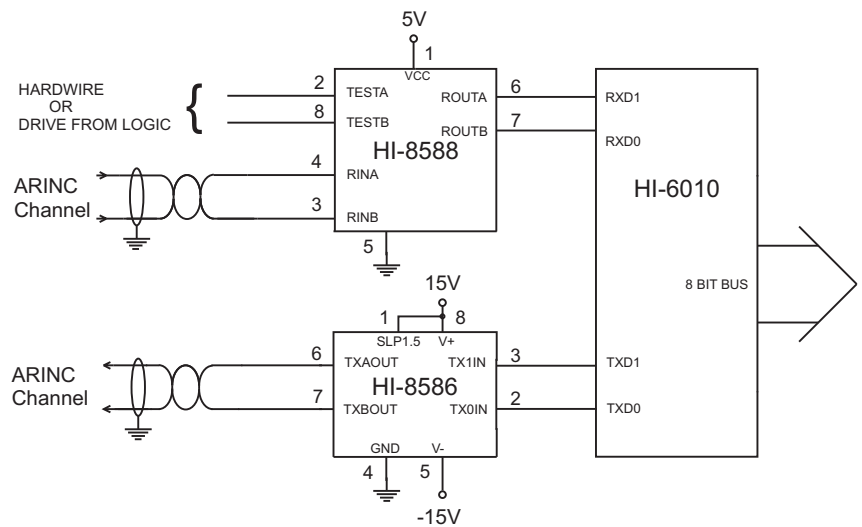 5V
1
VCC
HARDWIRE
OR
DRIVE FROM LOGIC
{
2
TESTA
8
TESTB
ROUTA
6
RXD1
ROUTB
7
RXD0
HI-8588
ARINC
Channel
4
RINA
3
RINB
5
HI-6010
8 BIT BUS
15V
1
8
SLP1.5
V+
ARINC
Channel
6
TXAOUT
7
TXBOUT
TX1IN
3
TXD1
HI-8586
TX0IN
2
TXD0
GND
V-
4
5
-15V